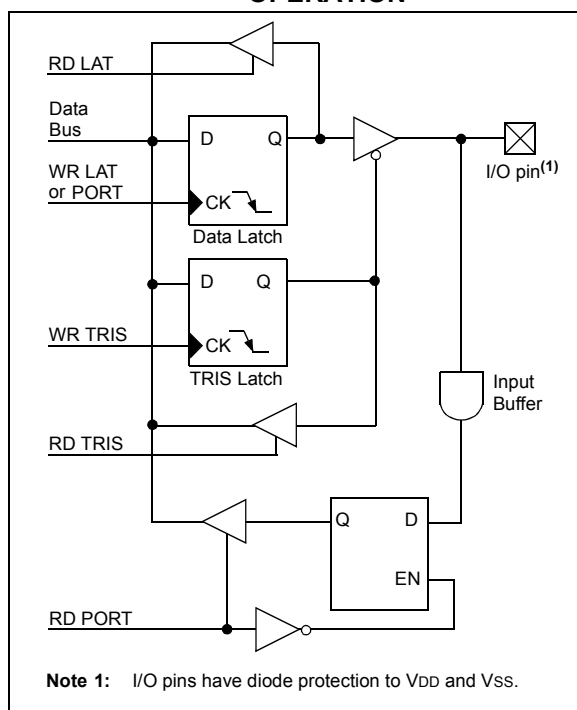 OPERATION
RD LAT
Data
Bus
D Q
WR LAT
or PORT
CK
Data Latch
I/O pin(1)
D Q
WR TRIS
CK
TRIS Latch
Input
Buffer
RD TRIS
Q D
EN
RD PORT
Note 1: I/O pins have diode protection to VDD and VSS.